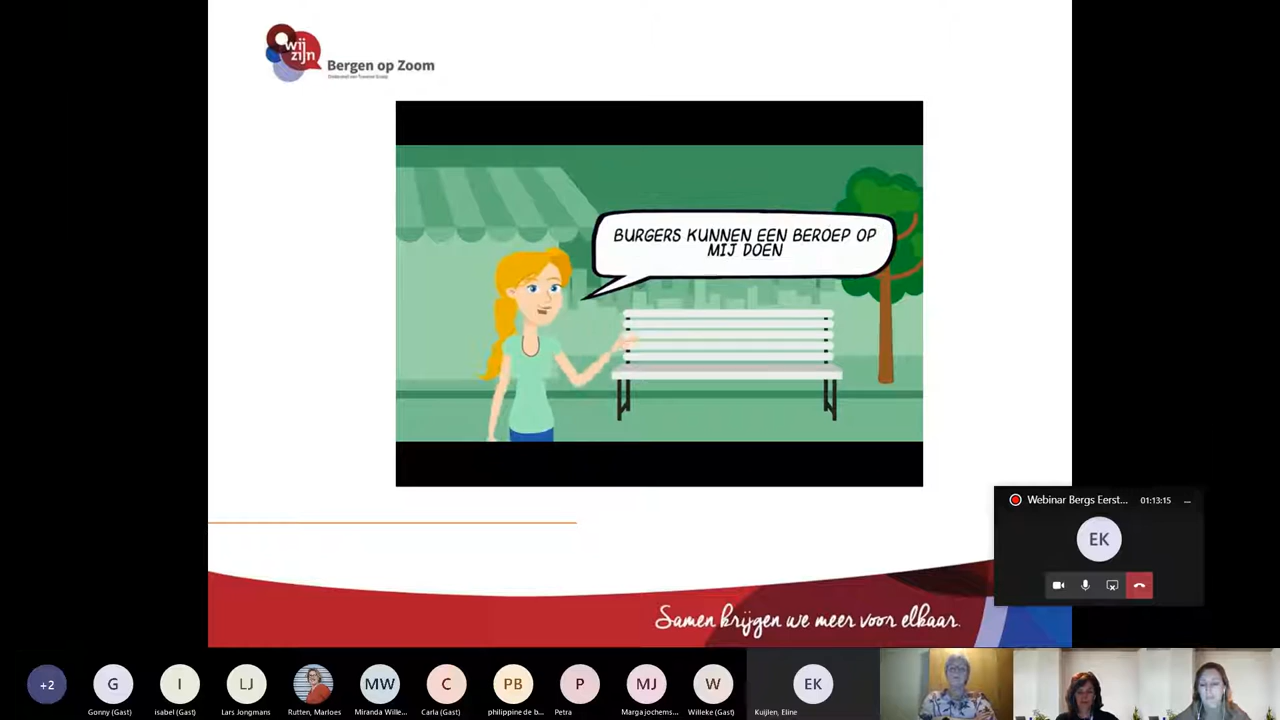 wij
zijn
Bergen op Zoom
BURGERS KUNNEN EEN BEROEP OP
MIJ DOEN
Webinar Bergs Eerst...
01:13:15
EK
Samen krijgen we meer voor elkaar.
+2
G
I
LJ
MW
C
PB
P
MJ
W
EK
Gonny (Gast)
isabel (Gast)
Lars Jongmans
Rutten, Marloes
Miranda Wille...
Carla (Gast)
philippine de b...
Petra
Marga jochems...
Willeke (Gast)
Kuijlen, Eline